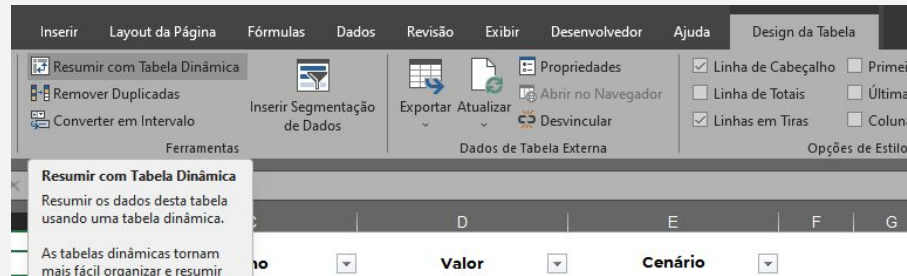 Inserir Layout da Página Fórmulas Dados Revisão Exibir Desenvolvedor Ajuda Design da Tabela
Resumir com Tabela Dinâmica
Remover Duplicadas
Converter em Intervalo
Inserir Segmentação
de Dados
Ferramentas
Exportar Atualizar
Propriedades
Abrir no Navegador
Desvincular
Dados de Tabela Externa
Linha de Cabeçalho Primei
Linha de Totais Última
Linhas em Tiras Coluna
Opções de Estilo
Resumir com Tabela Dinâmica
Resumir os dados desta tabela
usando uma tabela dinâmica.
As tabelas dinâmicas tornam
mais fácil organizar e resumir
D E F G
Valor Cenário